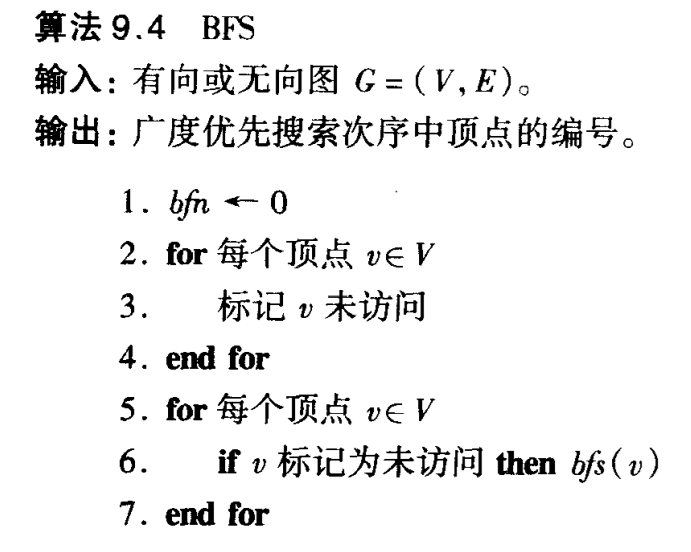 算法 9.4 BFS
输入：有向或无向图 G = (V, E)。
输出：广度优先搜索次序中顶点的编号。
1. bfn ← 0
2. for 每个顶点 v∈V
3. 标记 v 未访问
4. end for
5. for 每个顶点 v∈V
6. if v 标记为未访问 then bfs(v)
7. end for